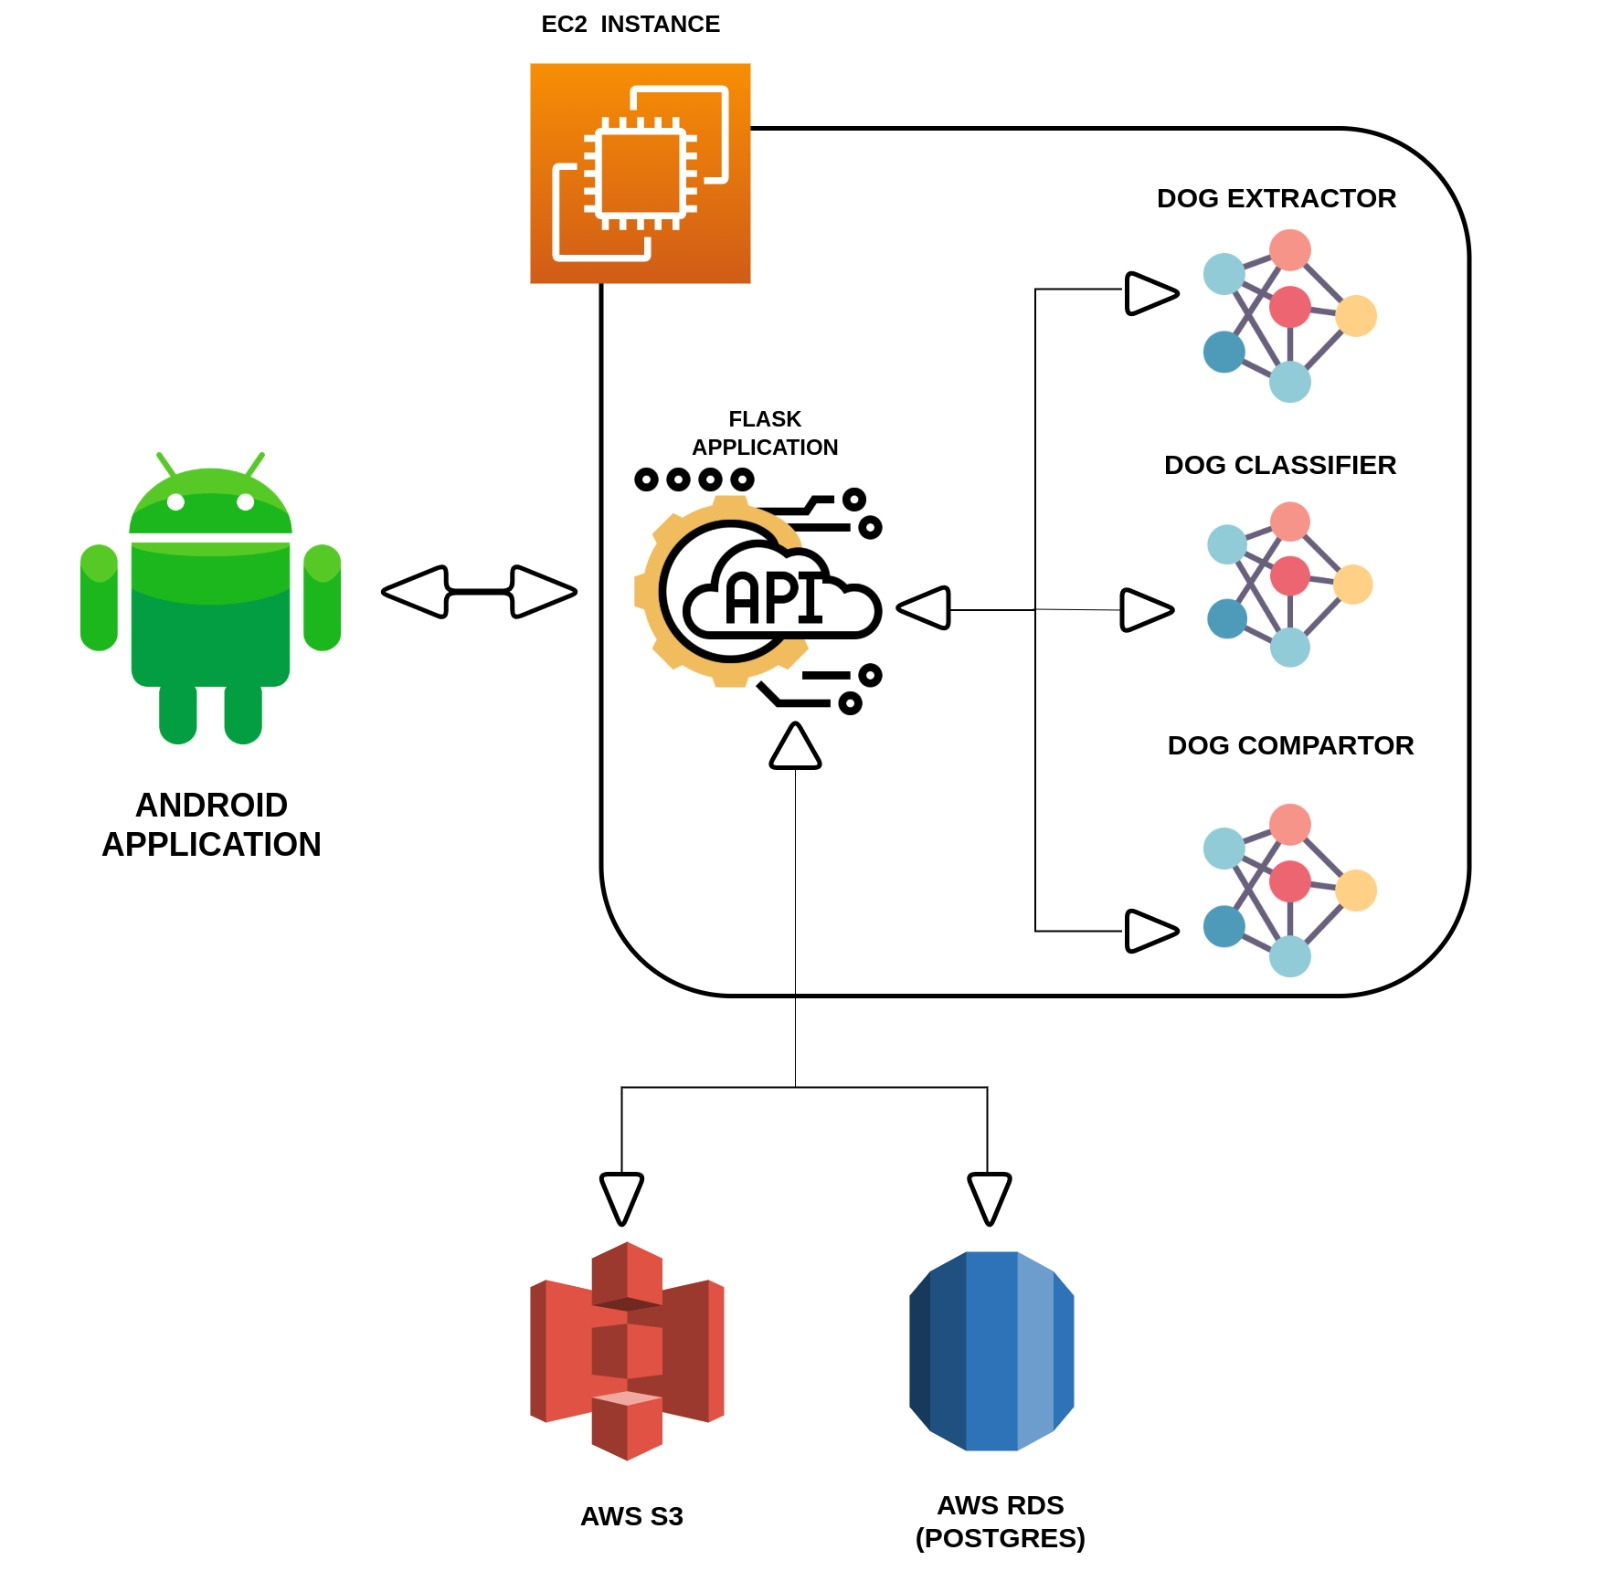 EC2 INSTANCE
DOG EXTRACTOR
FLASK
APPLICATION
DOG CLASSIFIER
API
DOG COMPARTOR
ANDROID
APPLICATION
AWS S3
AWS RDS
(POSTGRES)